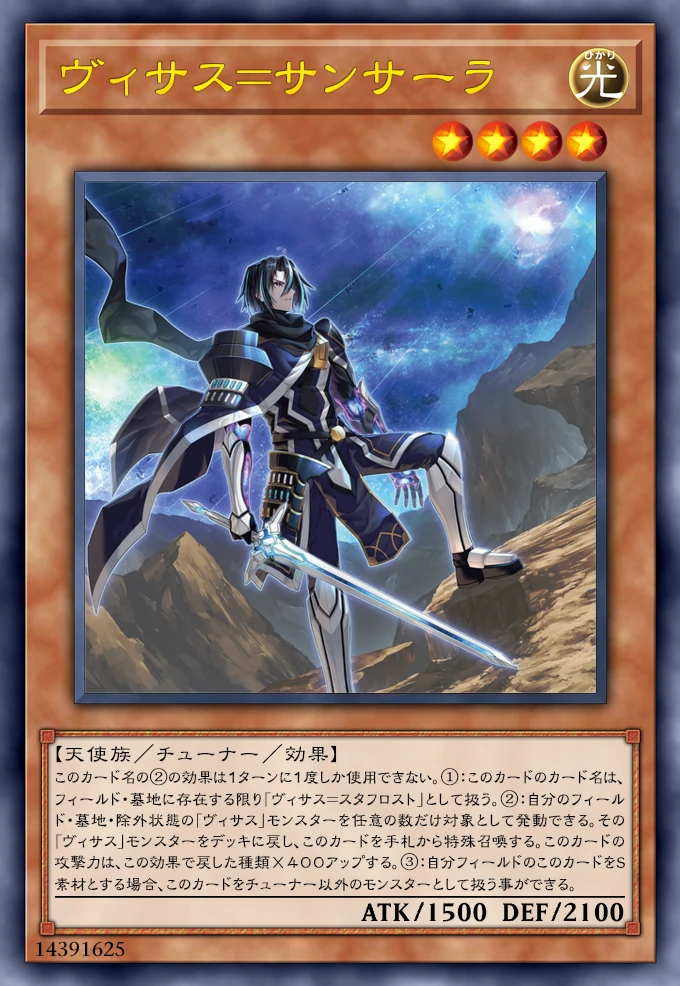 ヴィサス=サンサーラ
ひかり
光
【天使族/チューナー/効果】
このカード名の②の効果は1ターンに1度しか使用できない。①:このカードのカード名は、
フィールド・墓地に存在する限り「ヴィサス=スタフロスト」として扱う。②:自分のフィール
ド・墓地・除外状態の「ヴィサス」モンスターを任意の数だけ対象として発動できる。その
「ヴィサス」モンスターをデッキに戻し、このカードを手札から特殊召喚する。このカードの
攻撃力は、この効果で戻した種類×400アップする。③:自分フィールドのこのカードをS
素材とする場合、このカードをチューナー以外のモンスターとして扱う事ができる。
ATK/1500 DEF/2100
14391625